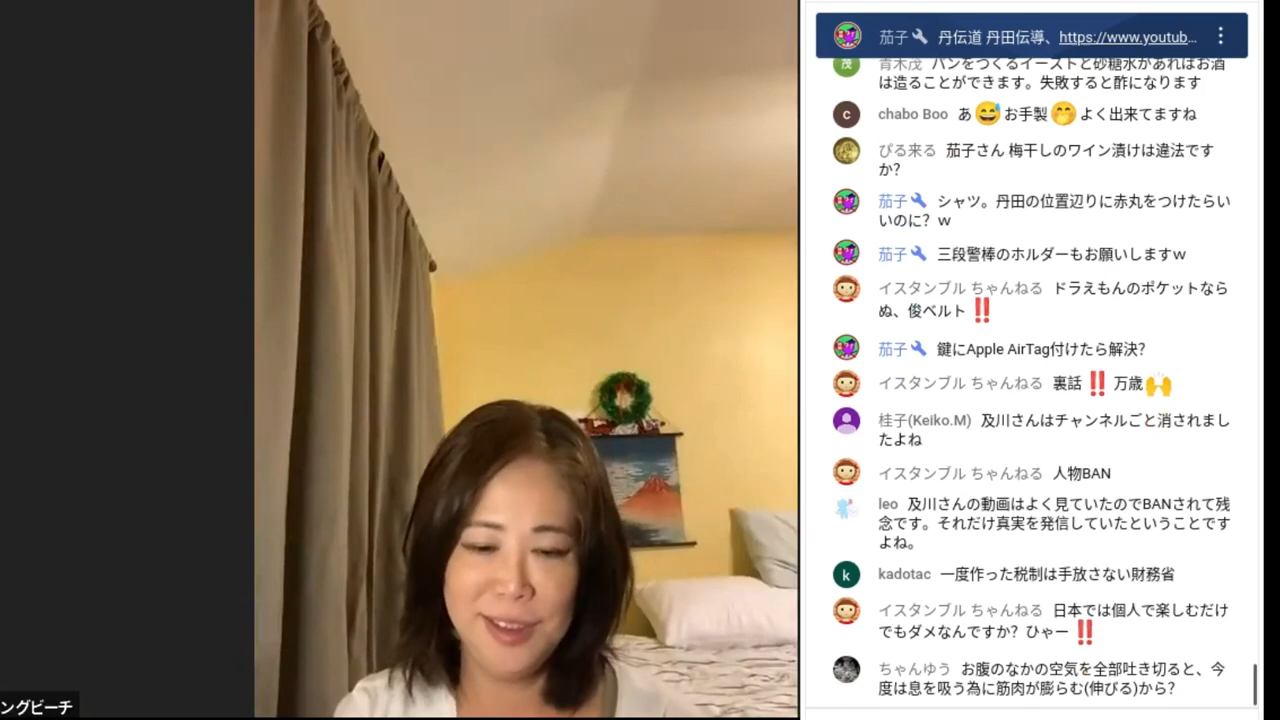 茄子 丹伝道 丹田伝導、https://www.youtub...
青木茂 パンをつくるイーストと砂糖水があればお酒
は造ることができます。失敗すると酢になります
chabo Boo あ😅お手製🤭よく出来てますね
ぴる来る 茄子さん 梅干しのワイン漬けは違法です
か?
茄子 シャツ。丹田の位置辺りに赤丸をつけたらい
いのに? w
茄子 三段警棒のホルダーもお願いしますw
イスタンブル ちゃんねる ドラえもんのポケットなら
ぬ、俊ベルト‼️
茄子 鍵にApple AirTag付けたら解決?
イスタンブル ちゃんねる 裏話‼️万歳🙌
桂子(Keiko.M) 及川さんはチャンネルごと消されまし
たよね
イスタンブル ちゃんねる 人物BAN
leo 及川さんの動画はよく見ていたのでBANされて残
念です。それだけ真実を発信していたということです
よね。
kadotac 一度作った税制は手放さない財務省
イスタンブル ちゃんねる 日本では個人で楽しむだけ
でもダメなんですか? ひゃー‼️
ちゃんゆう お腹のなかの空気を全部吐き切ると、今
度は息を吸う為に筋肉が膨らむ(伸びる)から?
ングビーチ